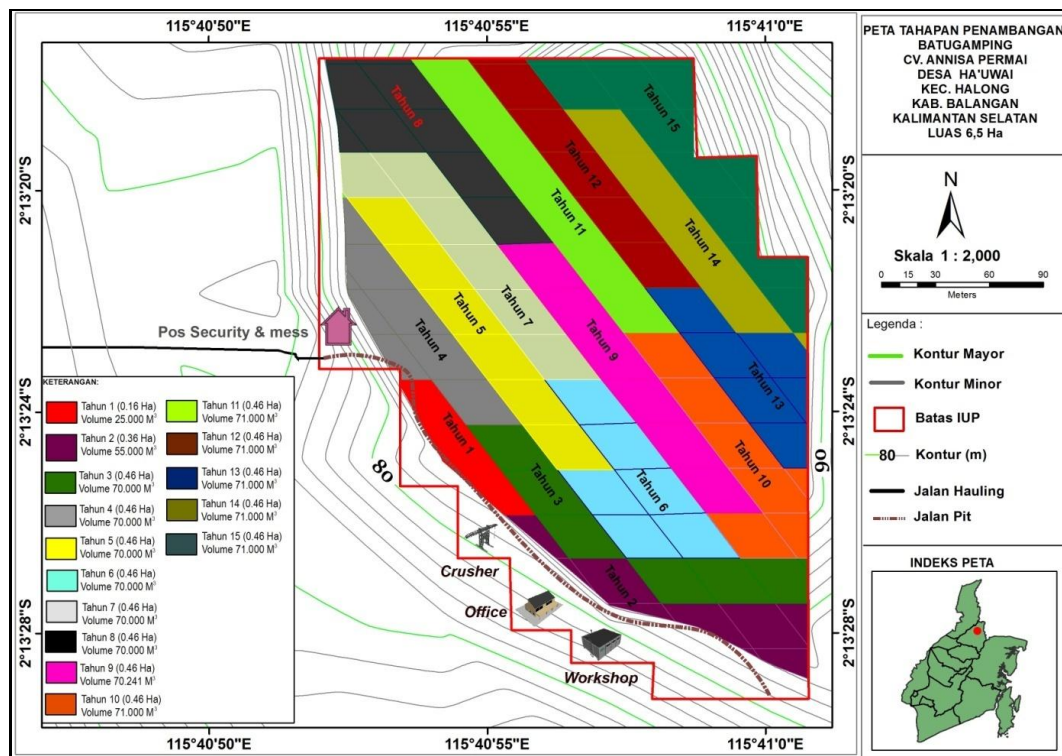 115°40'50"E
115°40'55"E
115°41'0"E
2°13'20"S
2°13'24"S
2°13'28"S
2°13'20"S
2°13'24"S
2°13'28"S
115°40'50"E
115°40'55"E
115°41'0"E
Tahun 8
Tahun 11
Tahun 12
Tahun 15
Tahun 14
Tahun 4
Tahun 5
Tahun 7
Tahun 9
Tahun 13
Tahun 1
Tahun 3
Tahun 6
Tahun 10
Tahun 2
Pos Security & mess
80
90
Crusher
Office
Workshop
KETERANGAN:
Tahun 1 (0.16 Ha)
Volume 25.000 M³
Tahun 2 (0.36 Ha)
Volume 55.000 M³
Tahun 3 (0.46 Ha)
Volume 70.000 M³
Tahun 4 (0.46 Ha)
Volume 70.000 M³
Tahun 5 (0.46 Ha)
Volume 70.000 M³
Tahun 6 (0.46 Ha)
Volume 70.000 M³
Tahun 7 (0.46 Ha)
Volume 70.000 M³
Tahun 8 (0.46 Ha)
Volume 70.000 M³
Tahun 9 (0.46 Ha)
Volume 70.241 M³
Tahun 10 (0.46 Ha)
Volume 71.000 M³
Tahun 11 (0.46 Ha)
Volume 71.000 M³
Tahun 12 (0.46 Ha)
Volume 71.000 M³
Tahun 13 (0.46 Ha)
Volume 71.000 M³
Tahun 14 (0.46 Ha)
Volume 71.000 M³
Tahun 15 (0.46 Ha)
Volume 71.000 M³
PETA TAHAPAN PENAMBANGAN
BATUGAMPING
CV. ANNISA PERMAI
DESA HA'UWAI
KEC. HALONG
KAB. BALANGAN
KALIMANTAN SELATAN
LUAS 6,5 Ha
N
Skala 1 : 2,000
0 15 30 60 90
Meters
Legenda :
Kontur Mayor
Kontur Minor
Batas IUP
80 Kontur (m)
Jalan Hauling
Jalan Pit
INDEKS PETA